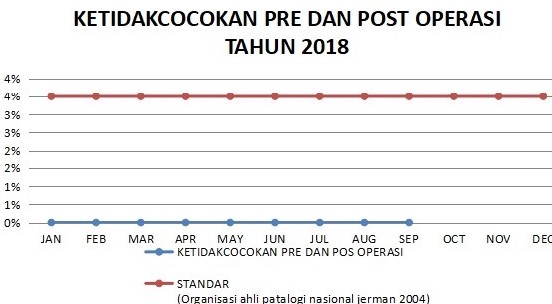 KETIDAKCOCOKAN PRE DAN POST OPERASI
TAHUN 2018
4%
4%
3%
3%
2%
2%
1%
1%
0%
JAN FEB MAR APR MAY JUN JUL AUG SEP OCT NOV DEC
KETIDAKCOCOKAN PRE DAN POS OPERASI
STANDAR
(Organisasi ahli patalogi nasional jerman 2004)